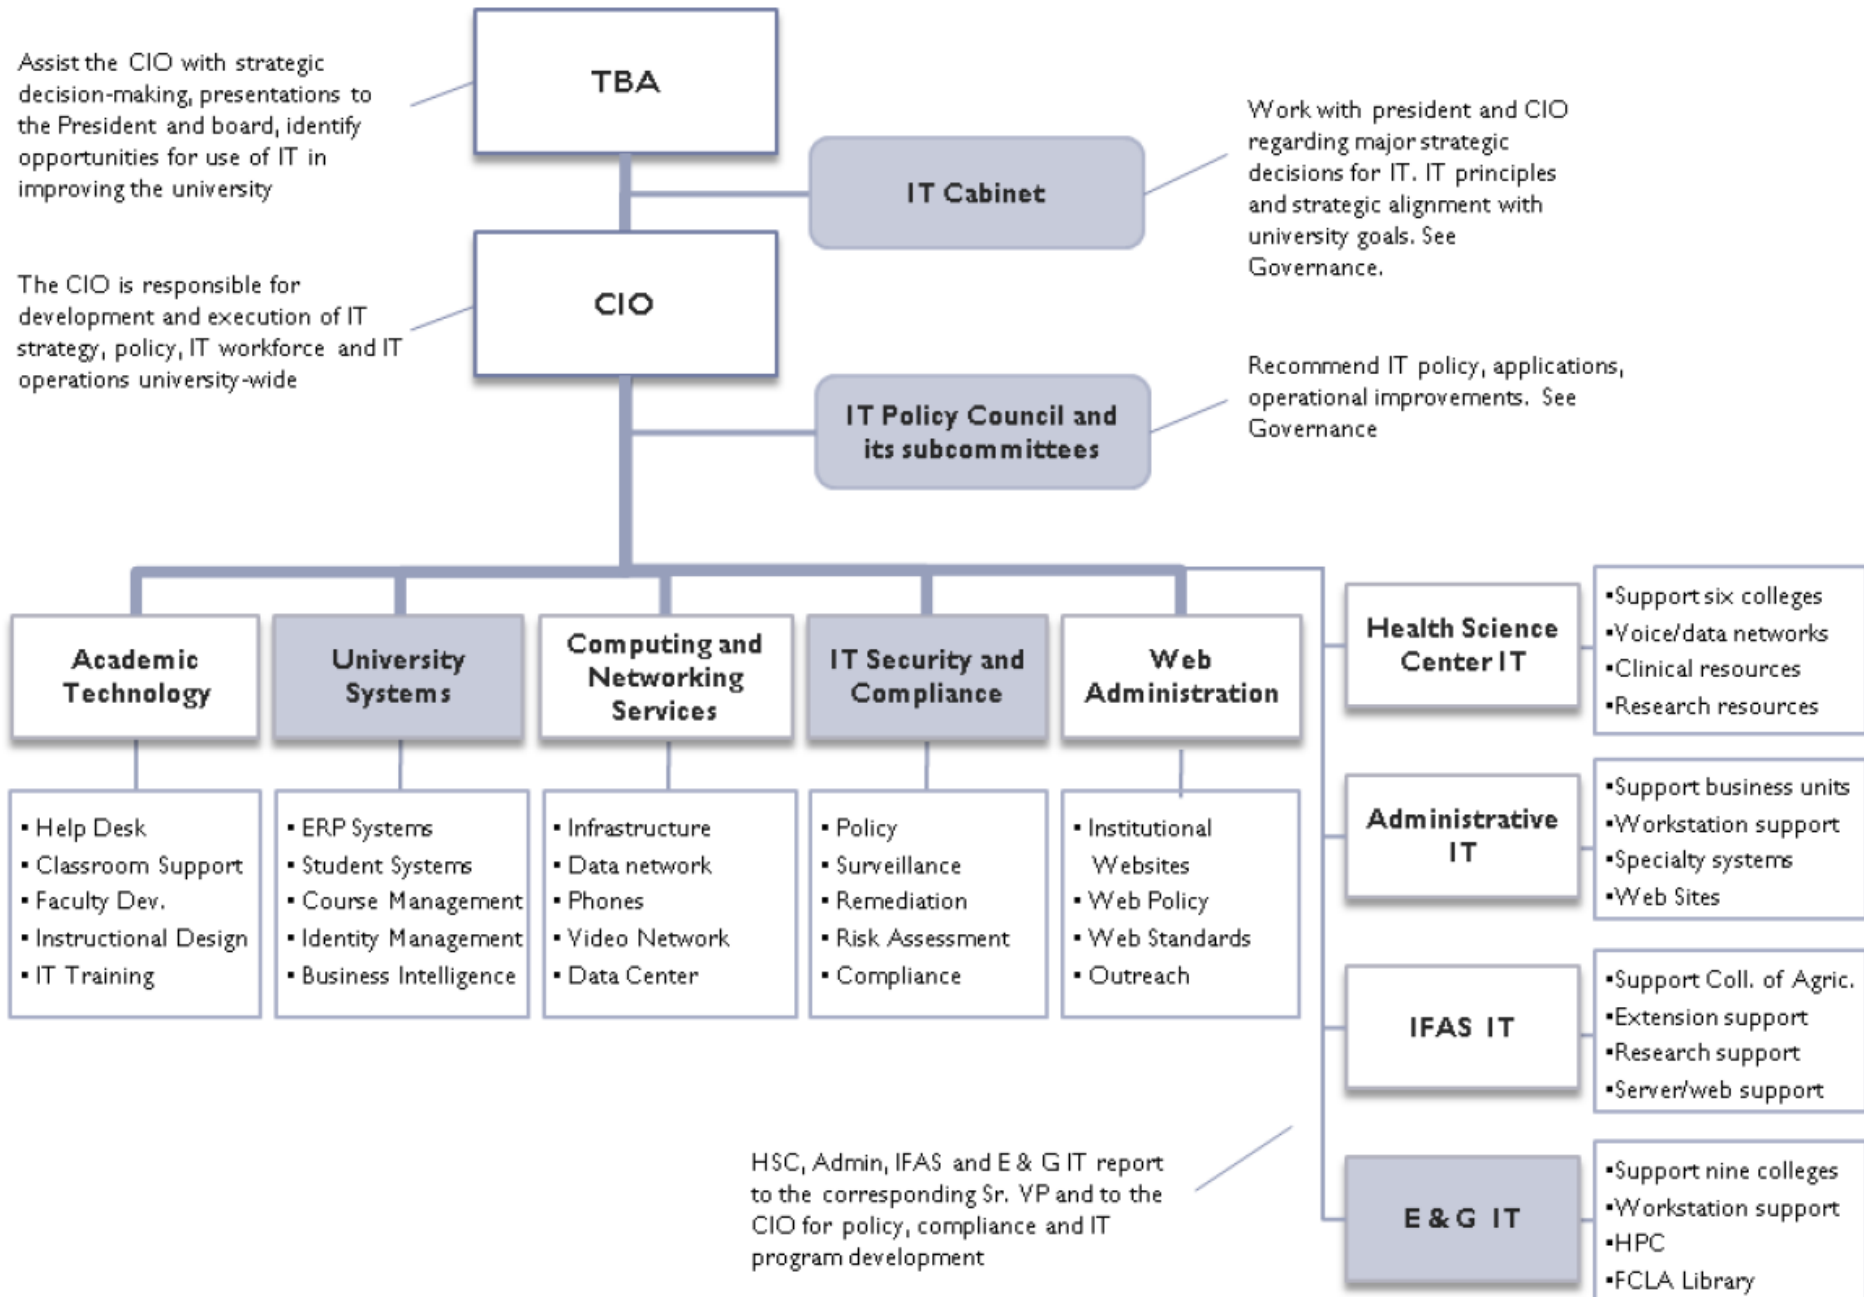 Assist the CIO with strategic
decision-making, presentations to
the President and board, identify
opportunities for use of IT in
improving the university
TBA
IT Cabinet
Work with president and CIO
regarding major strategic
decisions for IT. IT principles
and strategic alignment with
university goals. See
Governance.
The CIO is responsible for
development and execution of IT
strategy, policy, IT workforce and IT
operations university-wide
CIO
IT Policy Council and
its subcommittees
Recommend IT policy, applications,
operational improvements. See
Governance
Academic
Technology
▪ Help Desk
▪ Classroom Support
▪ Faculty Dev.
▪ Instructional Design
▪ IT Training
University
Systems
▪ ERP Systems
▪ Student Systems
▪ Course Management
▪ Identity Management
▪ Business Intelligence
Computing and
Networking
Services
▪ Infrastructure
▪ Data network
▪ Phones
▪ Video Network
▪ Data Center
IT Security and
Compliance
▪ Policy
▪ Surveillance
▪ Remediation
▪ Risk Assessment
▪ Compliance
Web
Administration
▪ Institutional
Websites
▪ Web Policy
▪ Web Standards
▪ Outreach
Health Science
Center IT
▪Support six colleges
▪Voice/data networks
▪Clinical resources
▪Research resources
Administrative
IT
▪Support business units
▪Workstation support
▪Specialty systems
▪Web Sites
IFAS IT
▪Support Coll. of Agric.
▪Extension support
▪Research support
▪Server/web support
E & G IT
▪Support nine colleges
▪Workstation support
▪HPC
▪FCLA Library
HSC, Admin, IFAS and E & G IT report
to the corresponding Sr. VP and to the
CIO for policy, compliance and IT
program development